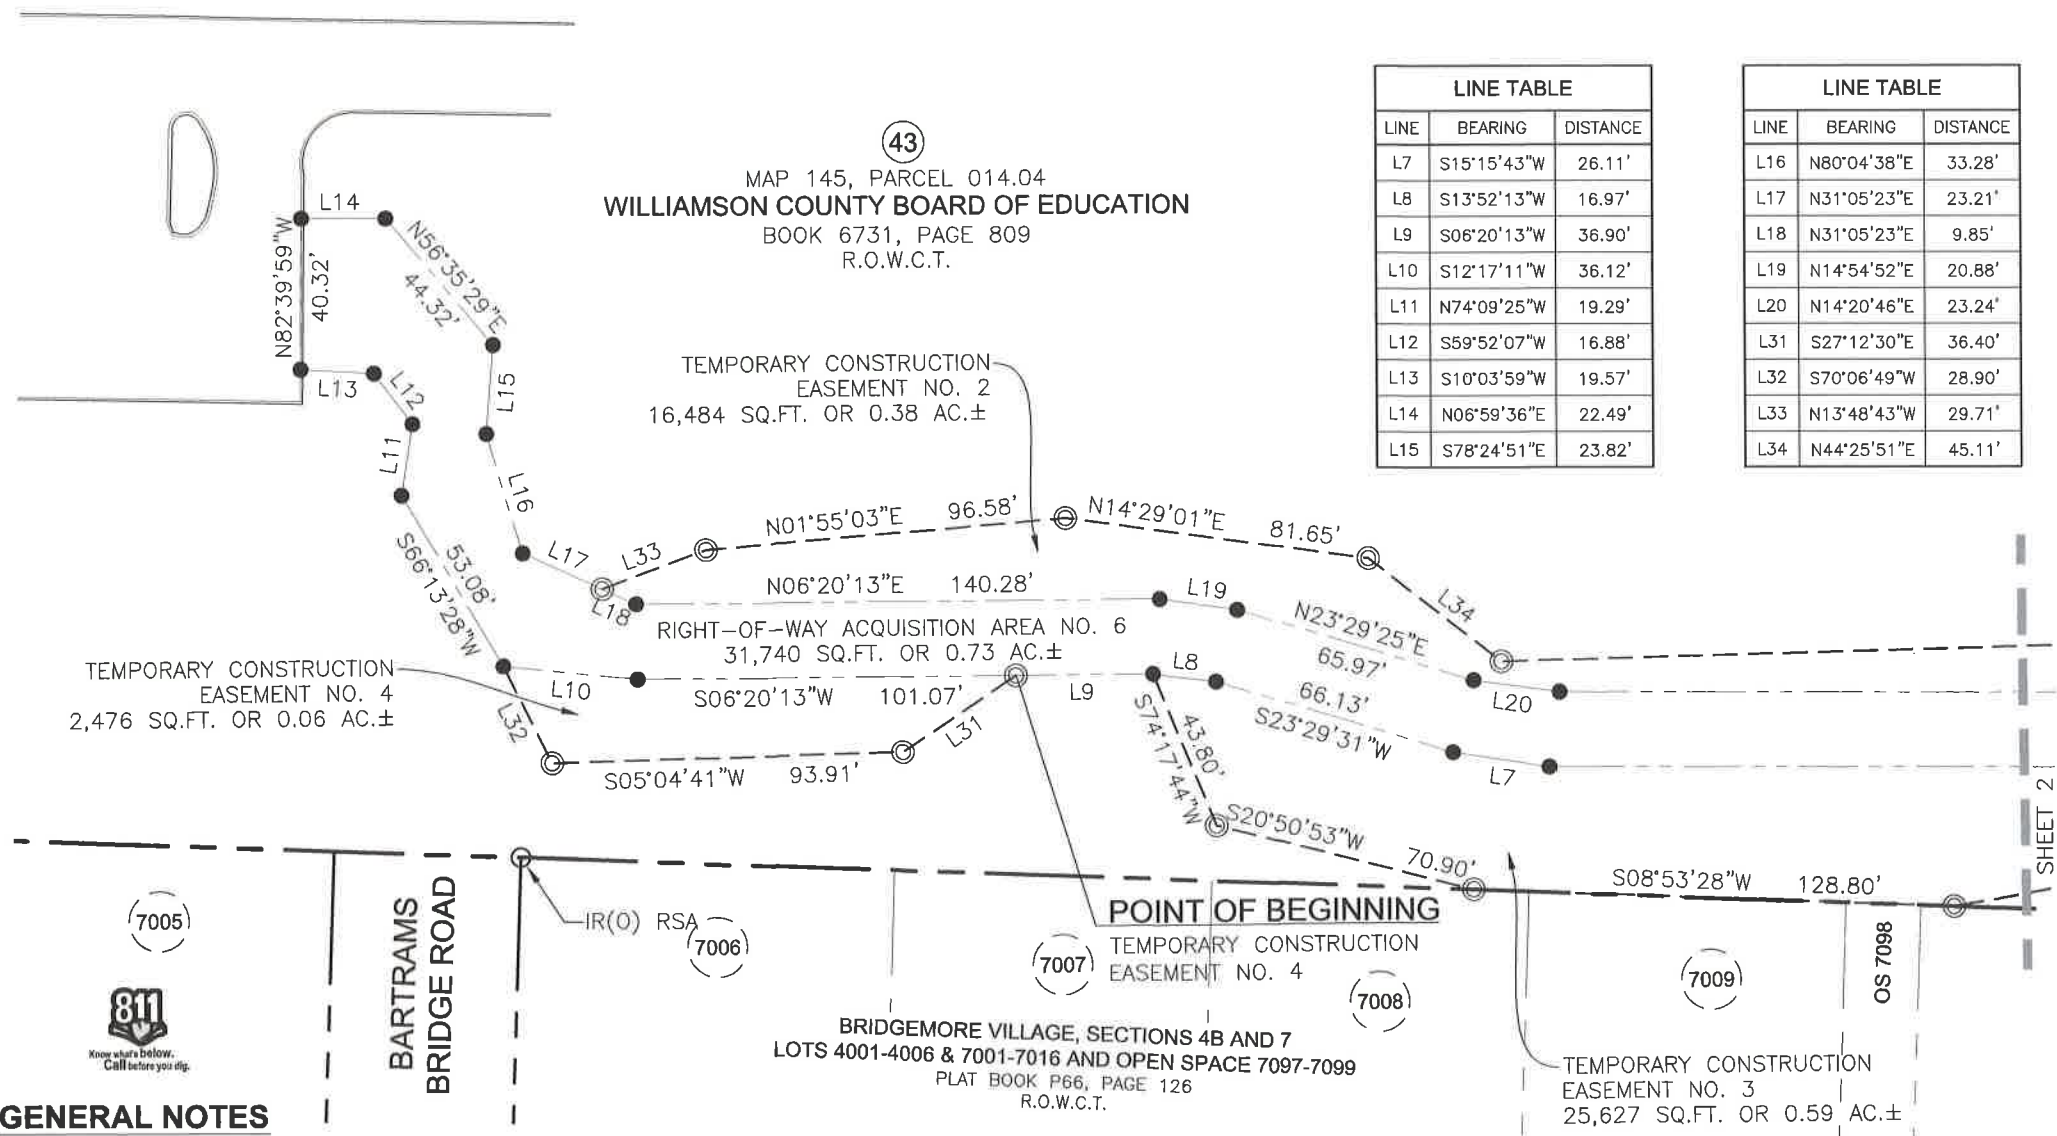 LINE TABLE
LINE BEARING DISTANCE
L7 S15°15'43"W 26.11'
L8 S13°52'13"W 16.97'
L9 S06°20'13"W 36.90'
L10 S12°17'11"W 36.12'
L11 N74°09'25"W 19.29'
L12 S59°52'07"W 16.88'
L13 S10°03'59"W 19.57'
L14 N06°59'36"E 22.49'
L15 S78°24'51"E 23.82'
LINE TABLE
LINE BEARING DISTANCE
L16 N80°04'38"E 33.28'
L17 N31°05'23"E 23.21'
L18 N31°05'23"E 9.85'
L19 N14°54'52"E 20.88'
L20 N14°20'46"E 23.24'
L31 S27°12'30"E 36.40'
L32 S70°06'49"W 28.90'
L33 N13°48'43"W 29.71'
L34 N44°25'51"E 45.11'
43
MAP 145, PARCEL 014.04
WILLIAMSON COUNTY BOARD OF EDUCATION
BOOK 6731, PAGE 809
R.O.W.C.T.
L14
N82°39'59"W
40.32'
N56°35'29"E
44.32'
L13
L12
L15
L11
L16
TEMPORARY CONSTRUCTION
EASEMENT NO. 2
16,484 SQ.FT. OR 0.38 AC.±
N01°55'03"E 96.58'
N14°29'01"E 81.65'
L17
L33
L18
N06°20'13"E 140.28'
L19
L34
S66°13'28"W
53.08'
RIGHT-OF-WAY ACQUISITION AREA NO. 6
31,740 SQ.FT. OR 0.73 AC.±
N23°29'25"E
65.97'
TEMPORARY CONSTRUCTION
EASEMENT NO. 4
2,476 SQ.FT. OR 0.06 AC.±
L10
S06°20'13"W 101.07'
L9
L8
66.13'
S23°29'31"W
L20
L32
L31
S74°17'44"W
43.80'
L7
S05°04'41"W 93.91'
S20°50'53"W 70.90'
S08°53'28"W 128.80'
SHEET 2
7005
BARTRAMS
BRIDGE ROAD
IR(O) RSA
7006
POINT OF BEGINNING
TEMPORARY CONSTRUCTION
EASEMENT NO. 4
7007
7008
7009
OS 7098
811
Know what's below.
Call before you dig.
BRIDGEMORE VILLAGE, SECTIONS 4B AND 7
LOTS 4001-4006 & 7001-7016 AND OPEN SPACE 7097-7099
PLAT BOOK P66, PAGE 126
R.O.W.C.T.
TEMPORARY CONSTRUCTION
EASEMENT NO. 3
25,627 SQ.FT. OR 0.59 AC.±
GENERAL NOTES